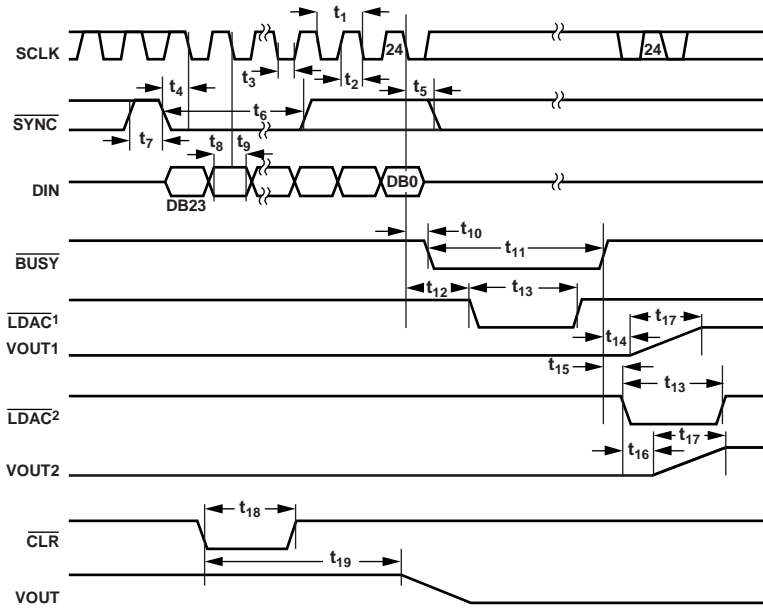 t1
SCLK 24 24
t3 t2
t4
t6 t5
SYNC
t7 t8 t9
DIN DB0
DB23
t10
t11
BUSY
t12 t13
LDAC1 t17
t14
VOUT1
t15 t13
LDAC2
t17
t16
VOUT2
t18
CLR
t19
VOUT